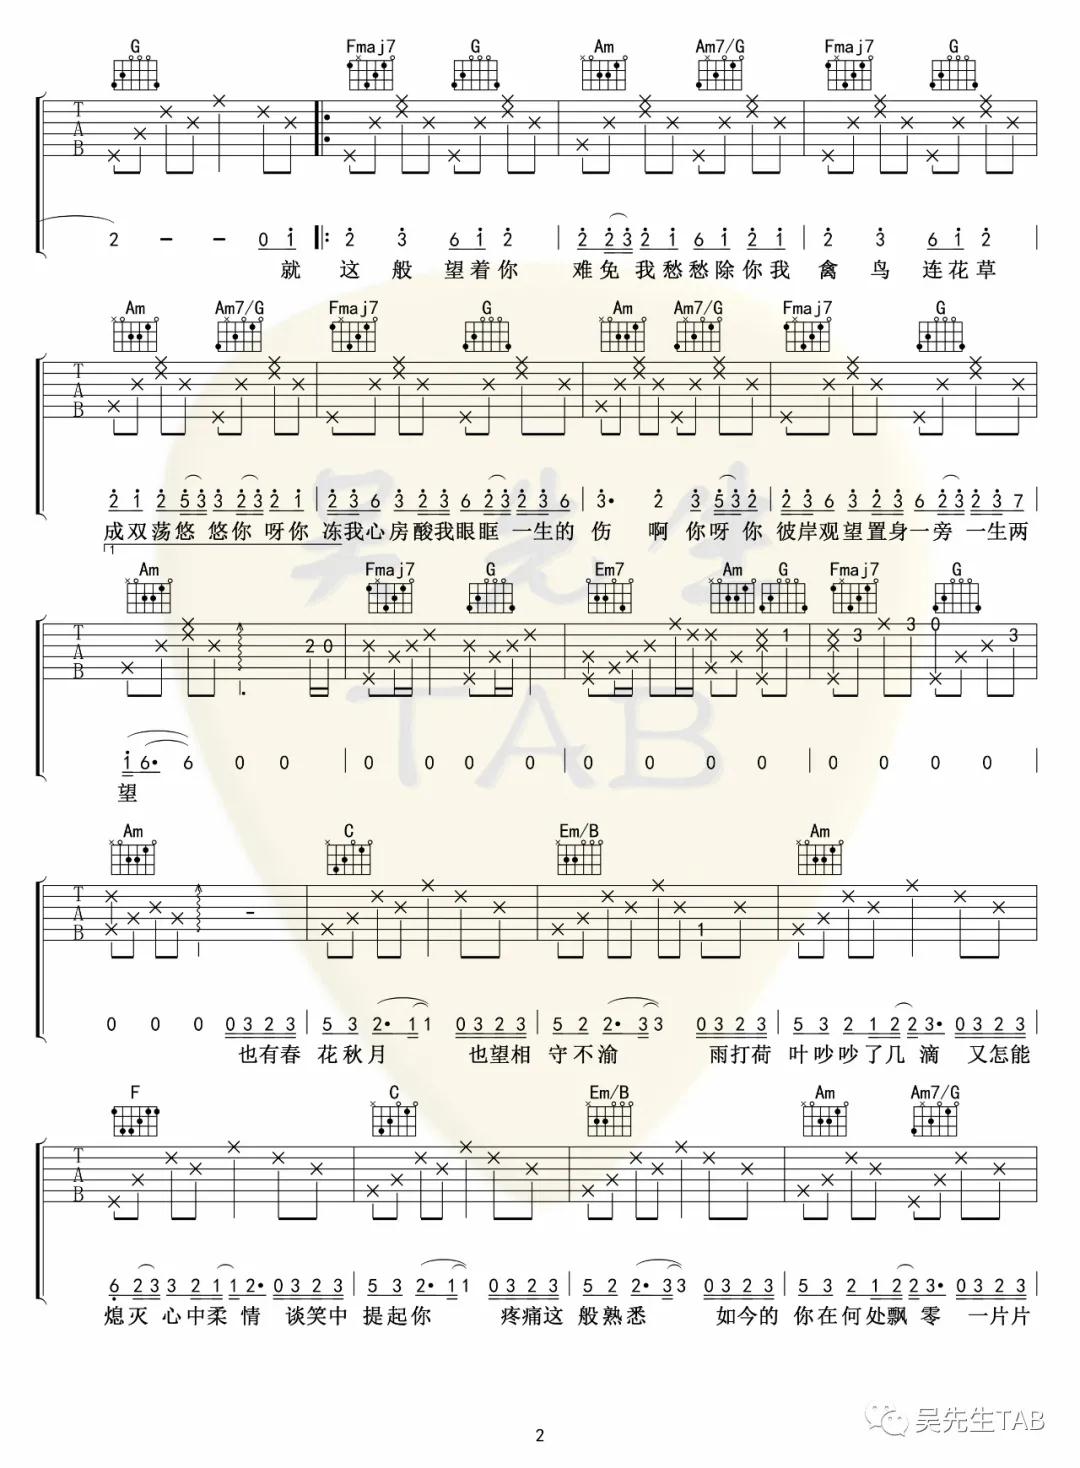 G Fmaj7 G Am Am7/G Fmaj7 G
T
A
B
2 – – 0 1 2 3 6 1 2 2 2 3 2 1 6 1 2 1 2 3 6 1 2
就 这 般 望着你 难免 我愁愁除你我 禽 鸟 连花草
Am Am7/G Fmaj7 G Am Am7/G Fmaj7 G
T
A
B
2 1 2 5 3 3 2 3 2 1 2 3 6 3 2 3 6 2 3 2 3 6 3· 2 3 5 3 2 2 3 6 3 2 3 6 2 3 2 3 7
成双荡悠 悠你 呀你 冻我心房酸我眼眶 一生的 伤 啊 你呀 你 彼岸观望置身一旁 一生两
1
Am Fmaj7 G Em7 Am G Fmaj7 G
T
A
B
2 0 1 3 3 0 3
1 6· 6 0 0 0 0 0 0 0 0 0 0 0 0 0 0
望
Am C Em/B Am
T
A
B
– 1
0 0 0 0 3 2 3 5 3 2· 1 1 0 3 2 3 5 2 2· 3 3 0 3 2 3 5 3 2 1 2 2 3· 0 3 2 3
也有春 花秋月 也望相 守不渝 雨打荷 叶吵吵了几 滴 又怎能
F C Em/B Am Am7/G
T
A
B
6 2 3 3 2 1 1 2· 0 3 2 3 5 3 2· 1 1 0 3 2 3 5 2 2· 3 3 0 3 2 3 5 3 2 1 2 2 3· 0 3 2 3
熄灭 心中柔 情 谈笑中 提起你 疼痛这 般熟悉 如今的 你在何处飘 零 一片片
吴先生
TAB
吴先生TAB
2